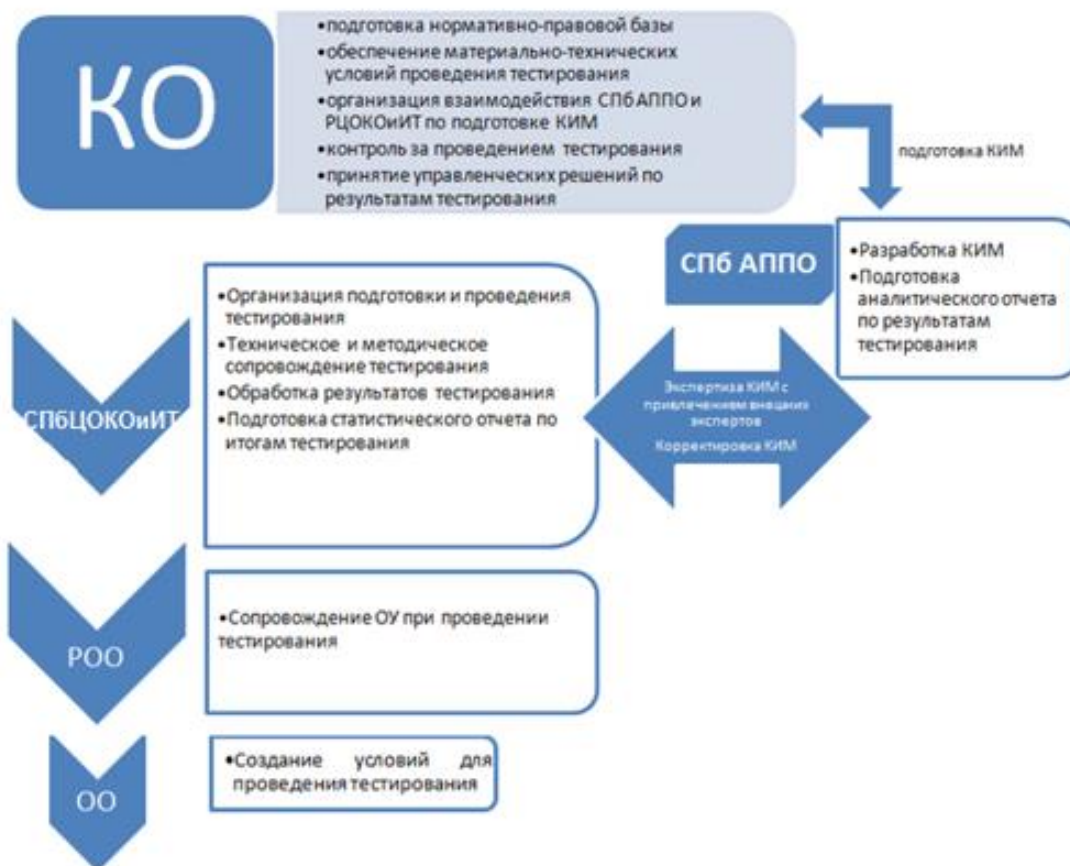 КО
•подготовка нормативно-правовой базы
•обеспечение материально-технических
условий проведения тестирования
•организация взаимодействия СПб АППО и
РЦОКОиИТ по подготовке КИМ
•контроль за проведением тестирования
•принятие управленческих решений по
результатам тестирования
подготовка КИМ
СПб АППО
•Разработка КИМ
•Подготовка
аналитического отчета
по результатам
тестирования
СПбЦОКОиИТ
•Организация подготовки и проведения
тестирования
•Техническое и методическое
сопровождение тестирования
•Обработка результатов тестирования
•Подготовка статистического отчета по
итогам тестирования
Экспертиза КИМ с
привлечением внешних
экспертов
Корректировка КИМ
РОО
•Сопровождение ОУ при проведении
тестирования
ОО
•Создание условий для
проведения тестирования